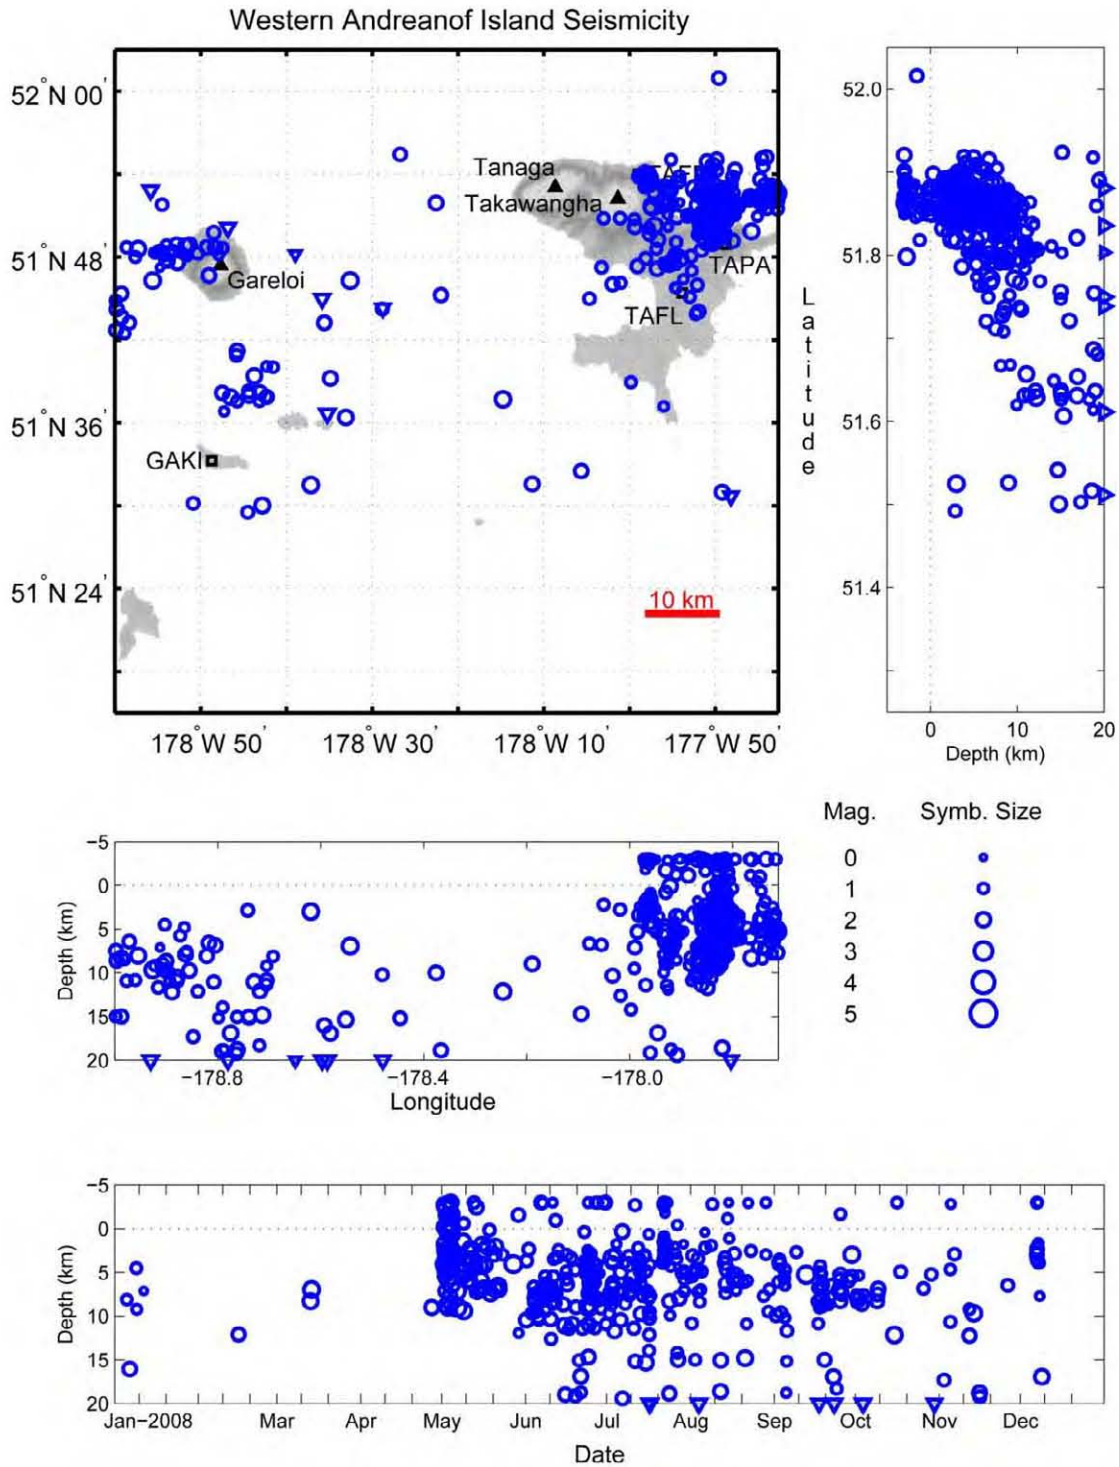 Western Andreanof Island Seismicity
52°N 00'
51°N 48'
51°N 36'
51°N 24'
Tanaga
Takawangha
Gareloi
TAPA
TAFL
GAKI
10 km
178°W 50'
178°W 30'
178°W 10'
177°W 50'
Latitude
52.0
51.8
51.6
51.4
0 10 20
Depth (km)
Mag. Symb. Size
0
1
2
3
4
5
-5
0
5
10
15
20
Depth (km)
-178.8 -178.4 -178.0
Longitude
-5
0
5
10
15
20
Depth (km)
Jan-2008 Mar Apr May Jun Jul Aug Sep Oct Nov Dec
Date